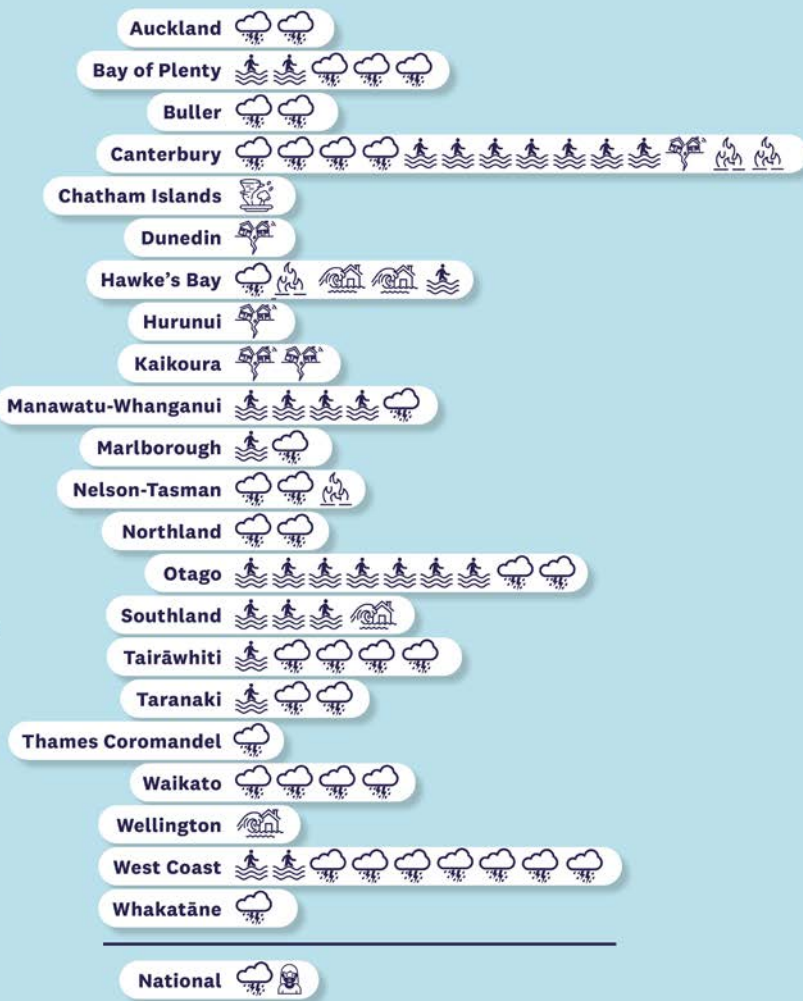 Auckland
Bay of Plenty
Buller
Canterbury
Chatham Islands
Dunedin
Hawke's Bay
Hurunui
Kaikoura
Manawatu-Whanganui
Marlborough
Nelson-Tasman
Northland
Otago
Southland
Tairāwhiti
Taranaki
Thames Coromandel
Waikato
Wellington
West Coast
Whakatāne
National